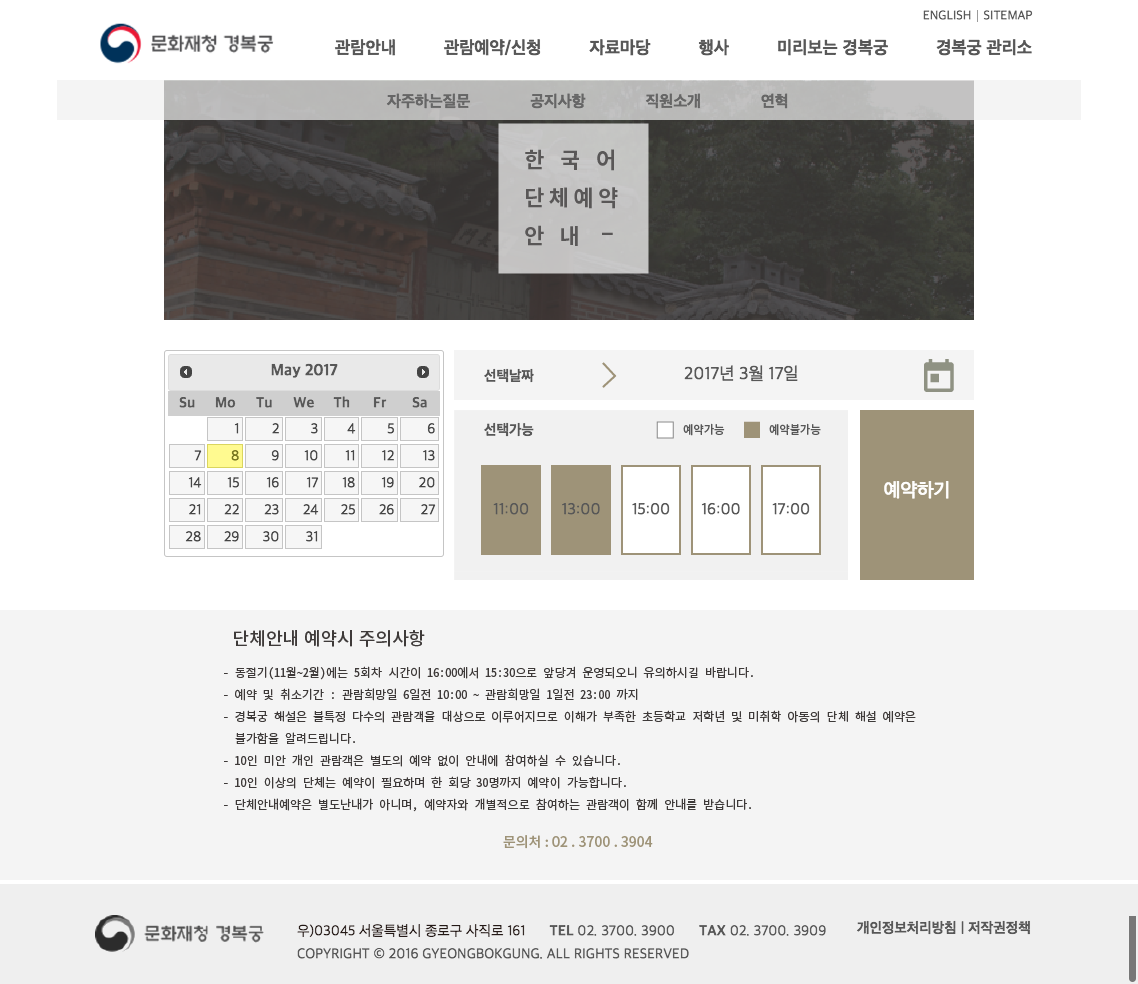 ENGLISH | SITEMAP
문화재청 경복궁
관람안내 관람예약/신청 자료마당 행사 미리보는 경복궁 경복궁 관리소
자주하는질문 공지사항 직원소개 연혁
한 국 어
단체예약
안 내 -
May 2017
Su Mo Tu We Th Fr Sa
1 2 3 4 5 6
7 8 9 10 11 12 13
14 15 16 17 18 19 20
21 22 23 24 25 26 27
28 29 30 31
선택날짜 2017년 3월 17일
선택가능 예약가능 예약불가능
11:00 13:00 15:00 16:00 17:00
예약하기
단체안내 예약시 주의사항
- 동절기(11월~2월)에는 5회차 시간이 16:00에서 15:30으로 앞당겨 운영되오니 유의하시길 바랍니다.
- 예약 및 취소기간 : 관람희망일 6일전 10:00 ~ 관람희망일 1일전 23:00 까지
- 경복궁 해설은 불특정 다수의 관람객을 대상으로 이루어지므로 이해가 부족한 초등학교 저학년 및 미취학 아동의 단체 해설 예약은
불가함을 알려드립니다.
- 10인 미안 개인 관람객은 별도의 예약 없이 안내에 참여하실 수 있습니다.
- 10인 이상의 단체는 예약이 필요하며 한 회당 30명까지 예약이 가능합니다.
- 단체안내예약은 별도난내가 아니며, 예약자와 개별적으로 참여하는 관람객이 함께 안내를 받습니다.
문의처 : 02 . 3700 . 3904
문화재청 경복궁
우)03045 서울특별시 종로구 사직로 161 TEL 02. 3700. 3900 TAX 02. 3700. 3909
COPYRIGHT © 2016 GYEONGBOKGUNG. ALL RIGHTS RESERVED
개인정보처리방침 | 저작권정책